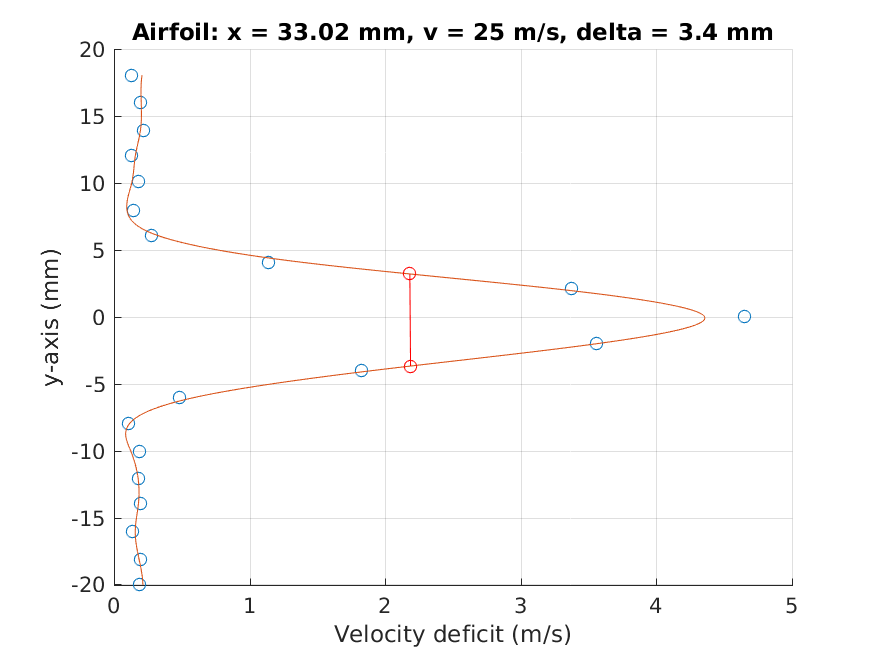 Airfoil: x = 33.02 mm, v = 25 m/s, delta = 3.4 mm
20
15
10
5
0
-5
-10
-15
-20
0 1 2 3 4 5
y-axis (mm)
Velocity deficit (m/s)